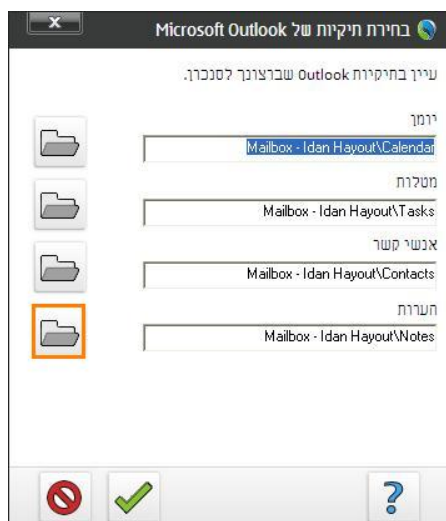 בחירת תיקיות של Microsoft Outlook
עיין בתיקיות Outlook שברצונך לסנכרן.
יומן
Mailbox - Idan Hayout\Calendar
מטלות
Mailbox - Idan Hayout\Tasks
אנשי קשר
Mailbox - Idan Hayout\Contacts
הערות
Mailbox - Idan Hayout\Notes